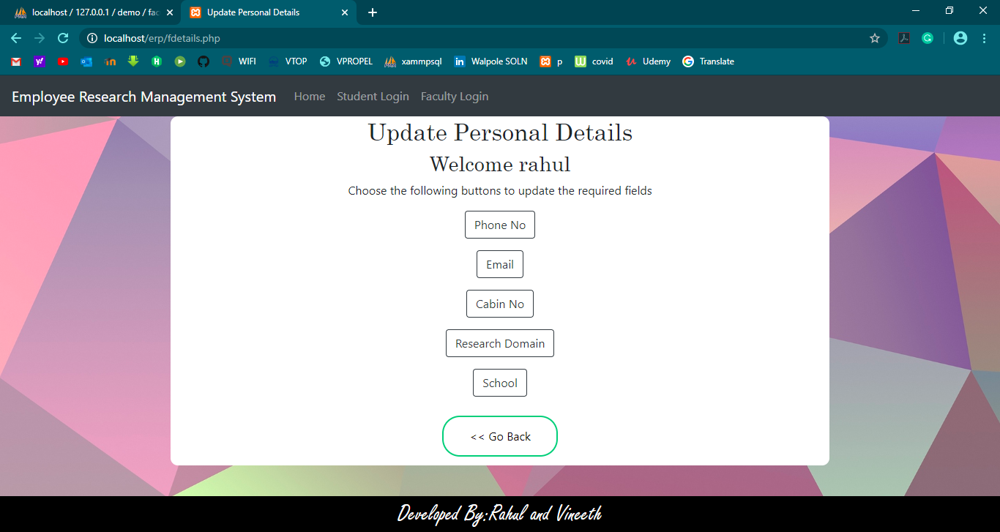 localhost / 127.0.0.1 / demo / fac
Update Personal Details
localhost/erp/fdetails.php
WIFI VTOP VPROPEL xammpsql Walpole SOLN p covid Udemy Translate
Employee Research Management System Home Student Login Faculty Login
Update Personal Details
Welcome rahul
Choose the following buttons to update the required fields
Phone No
Email
Cabin No
Research Domain
School
<< Go Back
Developed By:Rahul and Vineeth